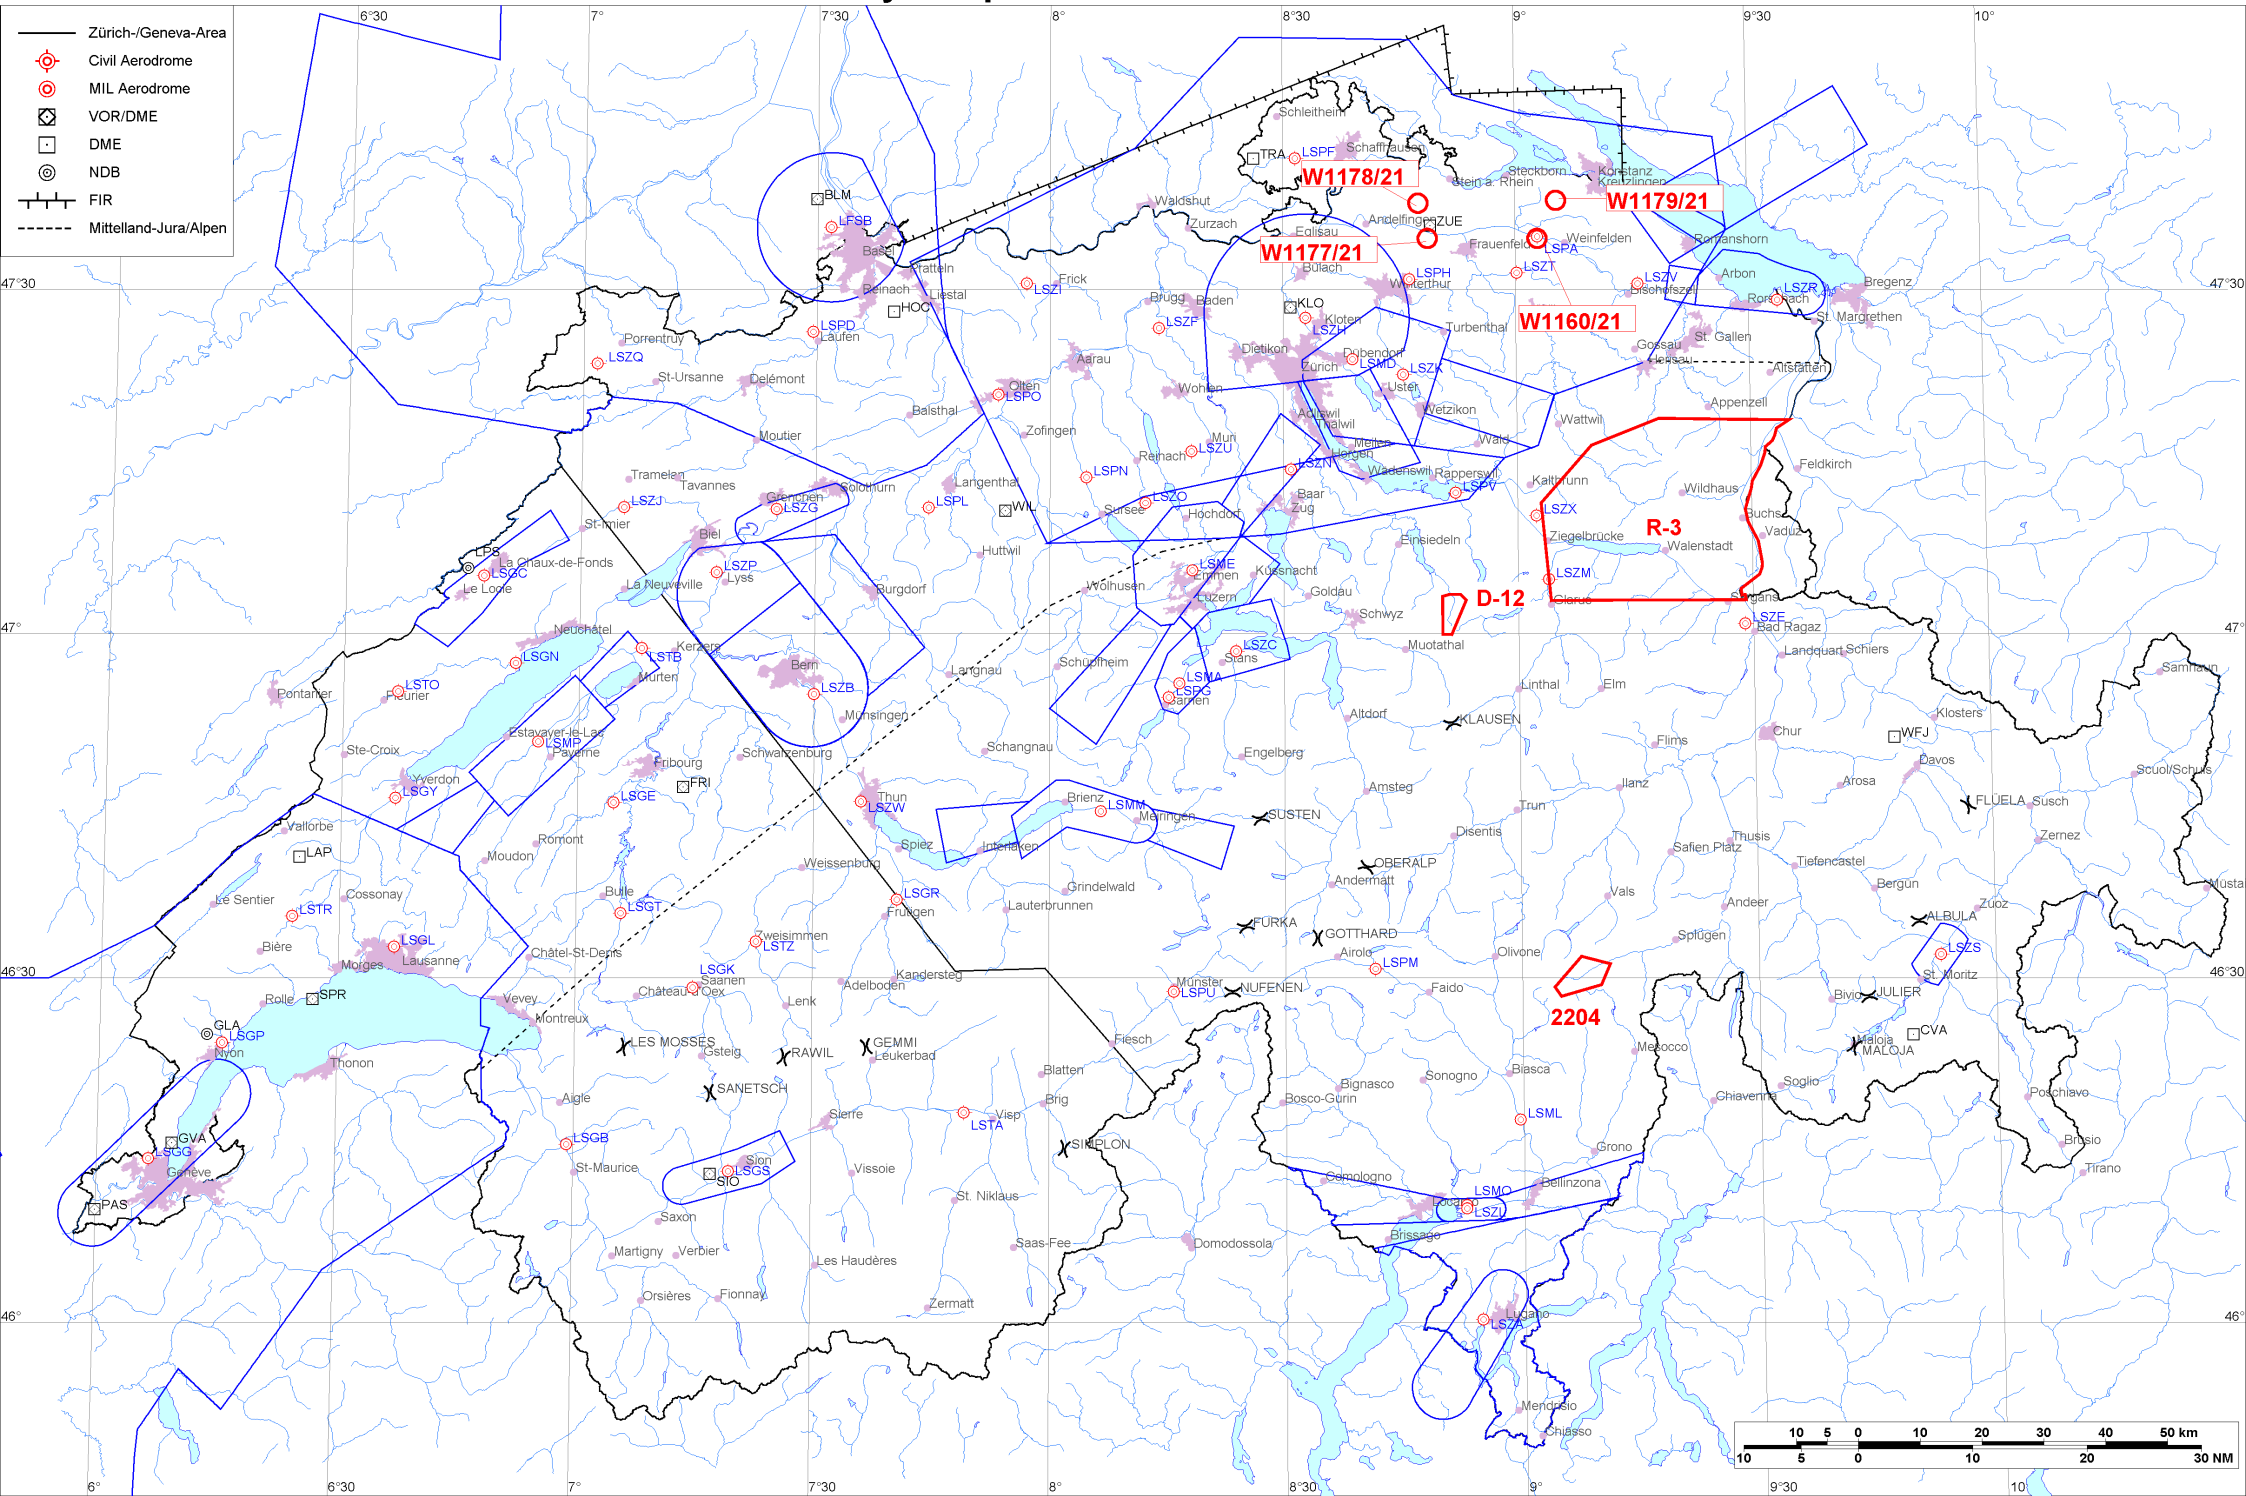 6°30
7°
7°30
8°
8°30
9°
9°30
10°
Zürich-/Geneva-Area
Civil Aerodrome
MIL Aerodrome
VOR/DME
DME
NDB
FIR
Mittelland-Jura/Alpen
Schleitheim
TRA
LSPF
Schaffhausen
W1178/21
Stein a. Rhein
Steckborn
Konstanz
Kreuzlingen
W1179/21
BLM
LFSB
Basel
Waldshut
Zurzach
Andelfingen
ZUE
Eglisau
W1177/21
Frauenfeld
LSPA
Weinfelden
Romanshorn
Pratteln
Reinach
Liestal
HOC
LSZI
Frick
Bülach
LSPH
Winterthur
LSZT
LSZV
Bischofszell
Arbon
LSZR
Rorschach
Bregenz
47°30
47°30
St. Margrethen
W1160/21
Brugg
Baden
KLO
Kloten
LSZH
LSZF
LSPD
Laufen
Porrentruy
LSZQ
Turbenthal
St. Gallen
Gossau
Herisau
Altstätten
Dietikon
Zürich
Dübendorf
LSMD
LSZK
Uster
Aarau
St-Ursanne
Delémont
Olten
LSPO
Wohlen
Wetzikon
Appenzell
Balsthal
Adliswil
Thalwil
Wattwil
Moutier
Zofingen
Muri
LSZU
Meilen
Horgen
Wald
Reinach
LSZN
Wädenswil
Rapperswil
LSPV
Feldkirch
Tramelan
Tavannes
LSPN
Kaltbrunn
Wildhaus
Grenchen
Solothurn
LSZG
LSZJ
Langenthal
LSPL
WIL
LSZO
Sursee
Hochdorf
Baar
Zug
LSZX
Buchs
Vaduz
R-3
St-Imier
Biel
Ziegelbrücke
Walenstadt
Einsiedeln
LPS
La Chaux-de-Fonds
LSGC
Le Locle
Huttwil
LSZP
Lyss
La Neuveville
Burgdorf
Wolhusen
LSME
Emmen
Luzern
Küssnacht
Goldau
LSZM
Glarus
Sargans
D-12
Schwyz
LSZE
Bad Ragaz
47°
47°
Neuchâtel
Kerzers
LSTB
Murten
LSGN
Bern
LSZB
Langnau
Schüpfheim
LSZC
Stans
Muotathal
Landquart
Schiers
Samnaun
LSTO
Fleurier
Pontarlier
LSMA
LSPG
Sarnen
Linthal
Elm
Münsingen
Altdorf
KLAUSEN
Klosters
Ste-Croix
Estavayer-le-Lac
LSMP
Payerne
Schwarzenburg
Schangnau
Engelberg
Flims
Chur
WFJ
Davos
Fribourg
FRI
Yverdon
LSGY
LSGE
Thun
LSZW
Brienz
LSMM
Meiringen
SUSTEN
Amsteg
Ilanz
Trun
Arosa
Scuol/Schuls
FLÜELA
Susch
Zernez
Vallorbe
LAP
Romont
Moudon
Weissenburg
Spiez
Interlaken
Disentis
Thusis
Safien Platz
Tiefencastel
OBERALP
Andermatt
Bergün
Le Sentier
Cossonay
LSTR
Bulle
LSGT
LSGR
Frutigen
Grindelwald
Lauterbrunnen
Vals
Andeer
Zuoz
Müsta
FURKA
GOTTHARD
ALBULA
Bière
LSGL
Lausanne
Morges
Châtel-St-Denis
Zweisimmen
LSTZ
Airolo
LSPM
Olivone
Splügen
LSZS
St. Moritz
46°30
46°30
LSGK
Saanen
Château-d'Oex
Kandersteg
Adelboden
Münster
LSPU
NUFENEN
Faido
2204
Bivio
JULIER
Rolle
SPR
Vevey
Montreux
Lenk
GLA
LSGP
Nyon
Thonon
LES MOSSES
Gsteig
RAWIL
GEMMI
Leukerbad
Fiesch
Mesocco
CVA
Maloja
MALOJA
SANETSCH
Blatten
Brig
Bosco-Gurin
Bignasco
Sonogno
Biasca
Soglio
Chiavenna
Poschiavo
Aigle
Sierre
LSTA
Visp
LSML
GVA
LSGG
Genève
LSGB
St-Maurice
Sion
LSGS
SIO
Vissoie
SIMPLON
Grono
Brusio
Tirano
PAS
St. Niklaus
Comologno
LSMO
LSZL
Locarno
Bellinzona
Saxon
Martigny
Verbier
Les Haudères
Saas-Fee
Domodossola
Brissago
Orsières
Fionnay
Zermatt
46°
46°
Lugano
LSZA
Mendrisio
Chiasso
10 5 0 10 20 30 40 50 km
10 5 0 10 20 30 NM
6°
6°30
7°
7°30
8°
8°30
9°
9°30
10°